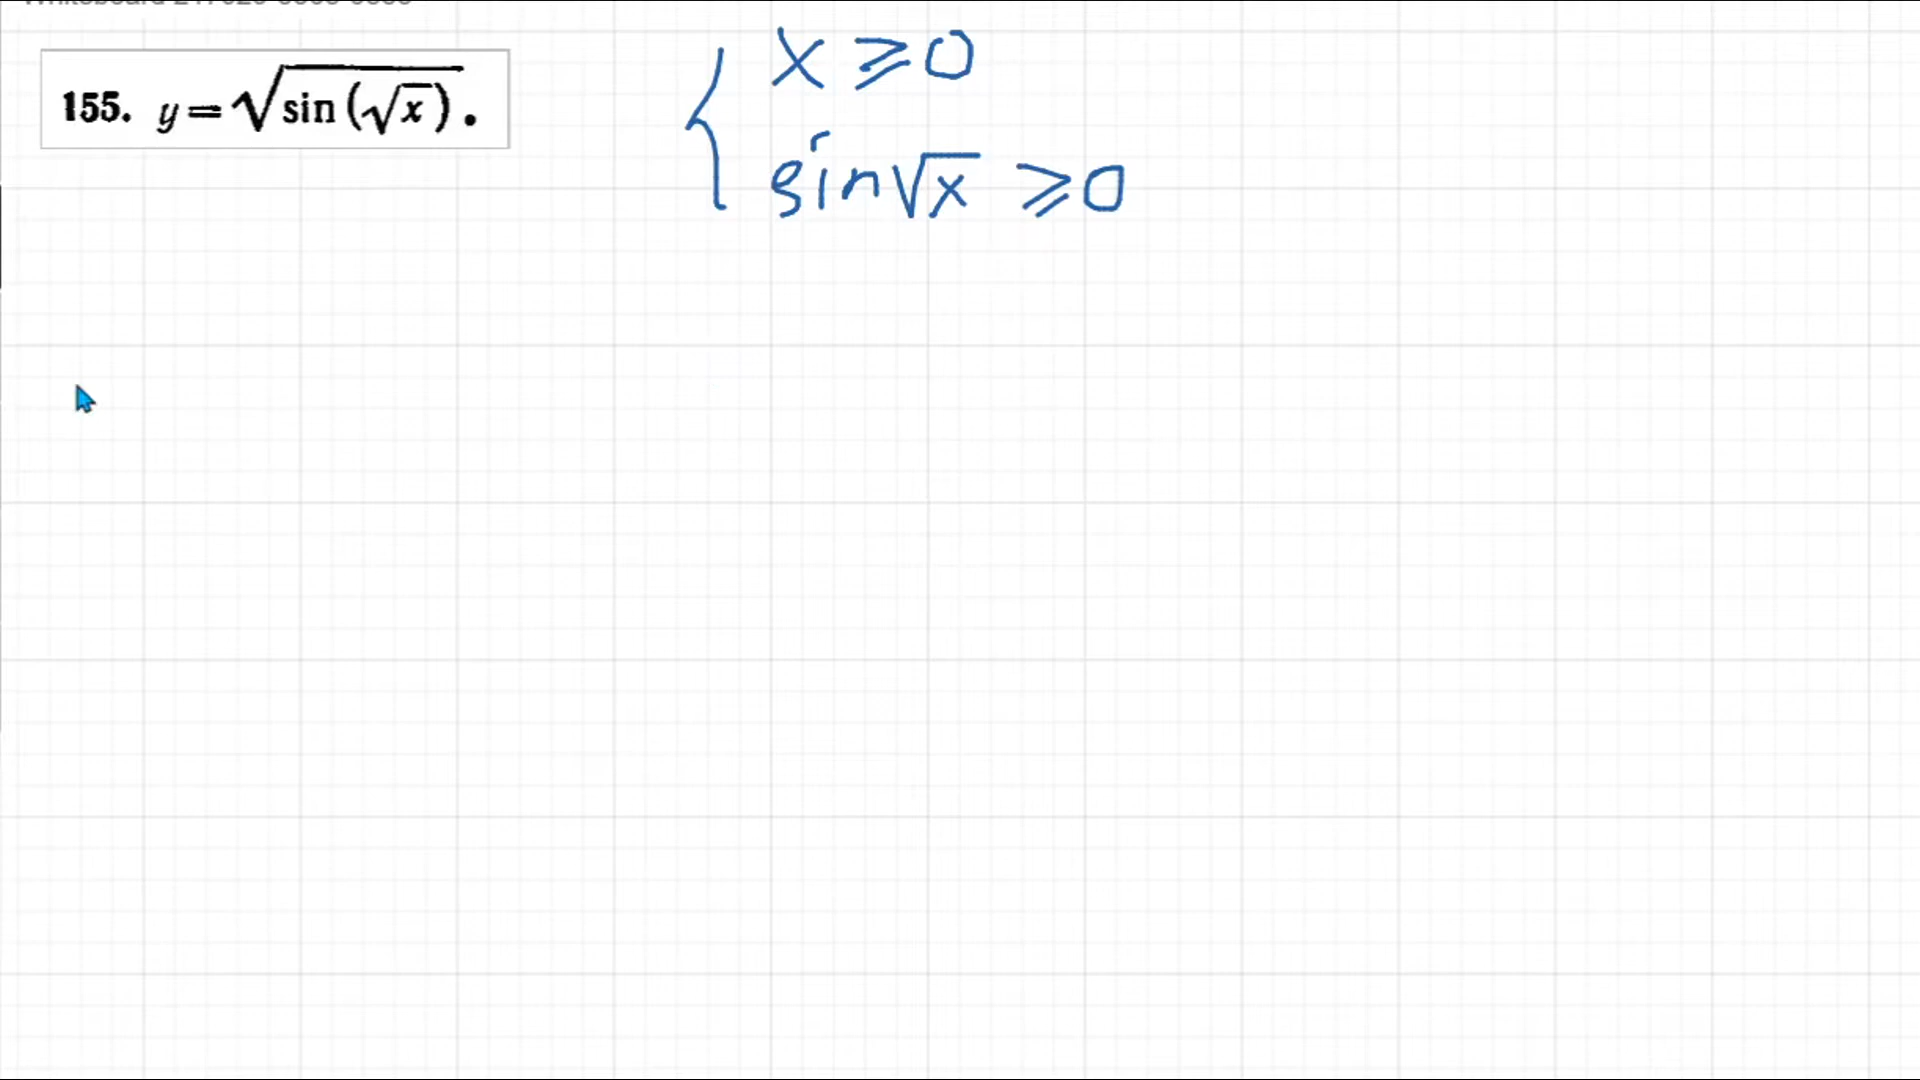 155. y = √(sin (√x)).
{ x ⩾ 0
sin√x ⩾ 0